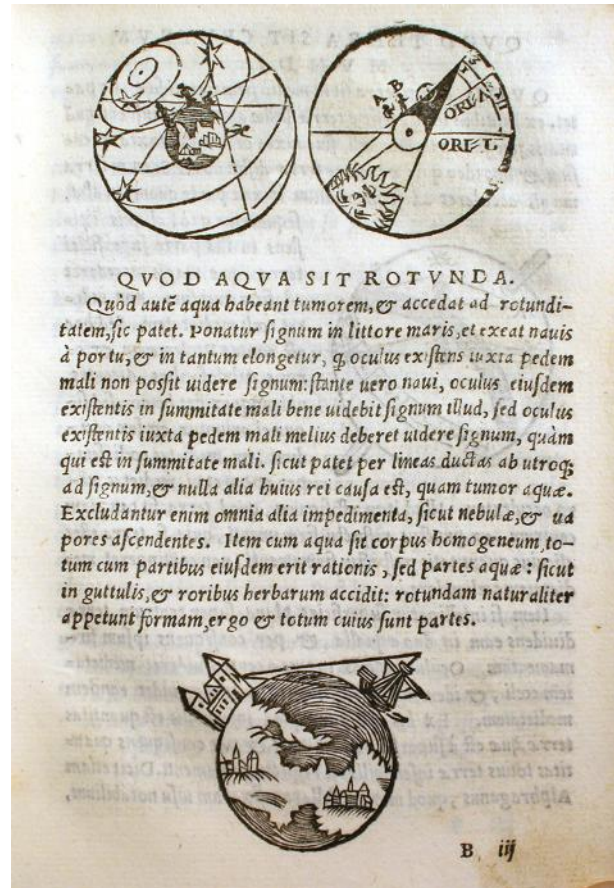 A B
ORIE
QVOD AQVA SIT ROTVNDA.
Quòd autē aqua habeant tumorem, & accedat ad rotundi-
tatem, sic patet. Ponatur signum in littore maris, et exeat nauis
à portu, & in tantum elongetur, q oculus existens iuxta pedem
mali non possit uidere signum: stante uero naui, oculus eiusdem
existentis in summitate mali bene uidebit signum illud, sed oculus
existentis iuxta pedem mali melius deberet uidere signum, quàm
qui est in summitate mali. sicut patet per lineas ductas ab utroq;
ad signum, & nulla alia huius rei causa est, quam tumor aquæ.
Excludantur enim omnia alia impedimenta, sicut nebulæ, & ua
pores ascendentes. Item cum aqua sit corpus homogeneum, to-
tum cum partibus eiusdem erit rationis, sed partes aquæ: sicut
in guttulis, & roribus herbarum accidit: rotundam naturaliter
appetunt formam, ergo & totum cuius sunt partes.
B iij